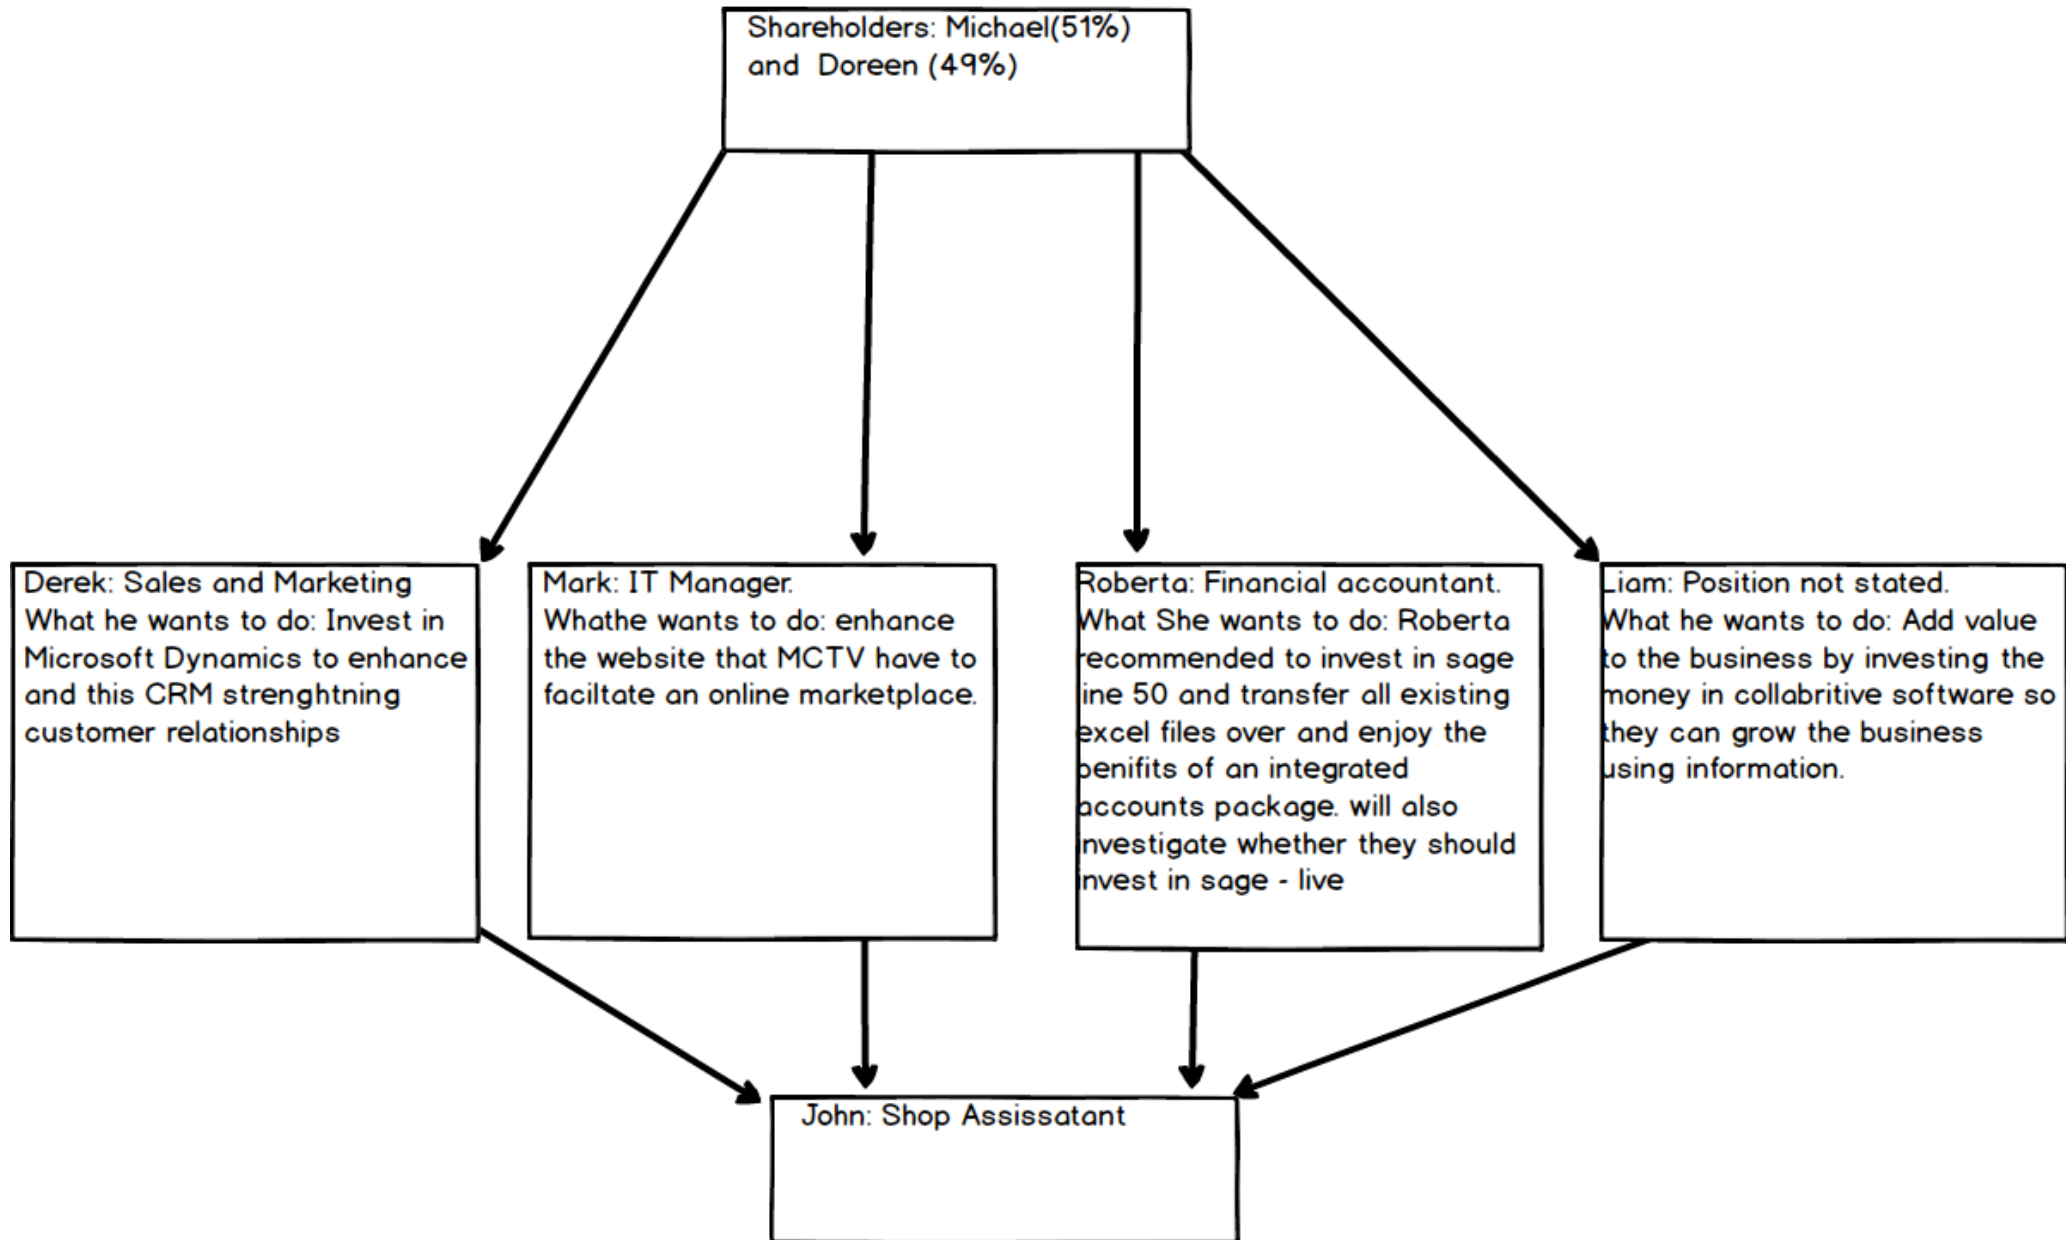 Shareholders: Michael(51%)
and Doreen (49%)
Derek: Sales and Marketing
What he wants to do: Invest in
Microsoft Dynamics to enhance
and this CRM strenghtning
customer relationships
Mark: IT Manager.
Whathe wants to do: enhance
the website that MCTV have to
faciltate an online marketplace.
Roberta: Financial accountant.
What She wants to do: Roberta
recommended to invest in sage
line 50 and transfer all existing
excel files over and enjoy the
benifits of an integrated
accounts package. will also
investigate whether they should
invest in sage - live
Liam: Position not stated.
What he wants to do: Add value
to the business by investing the
money in collabritive software so
they can grow the business
using information.
John: Shop Assissatant